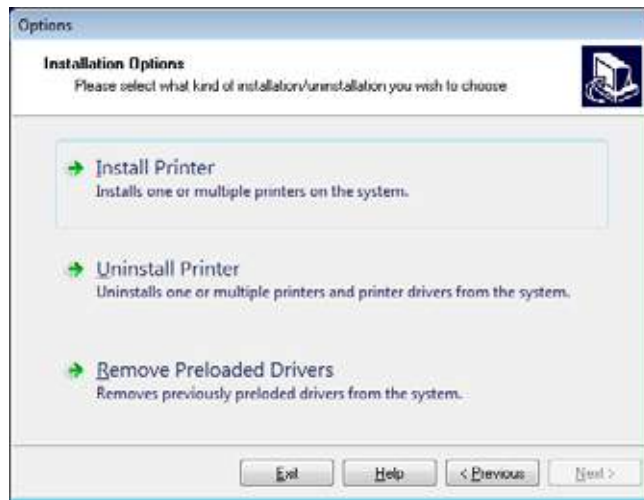 Options
Installation Options
Please select what kind of installation/uninstallation you wish to choose
Install Printer
Installs one or multiple printers on the system.
Uninstall Printer
Uninstalls one or multiple printers and printer drivers from the system.
Remove Preloaded Drivers
Removes previously preloded drivers from the system.
Exit Help < Previous Next >